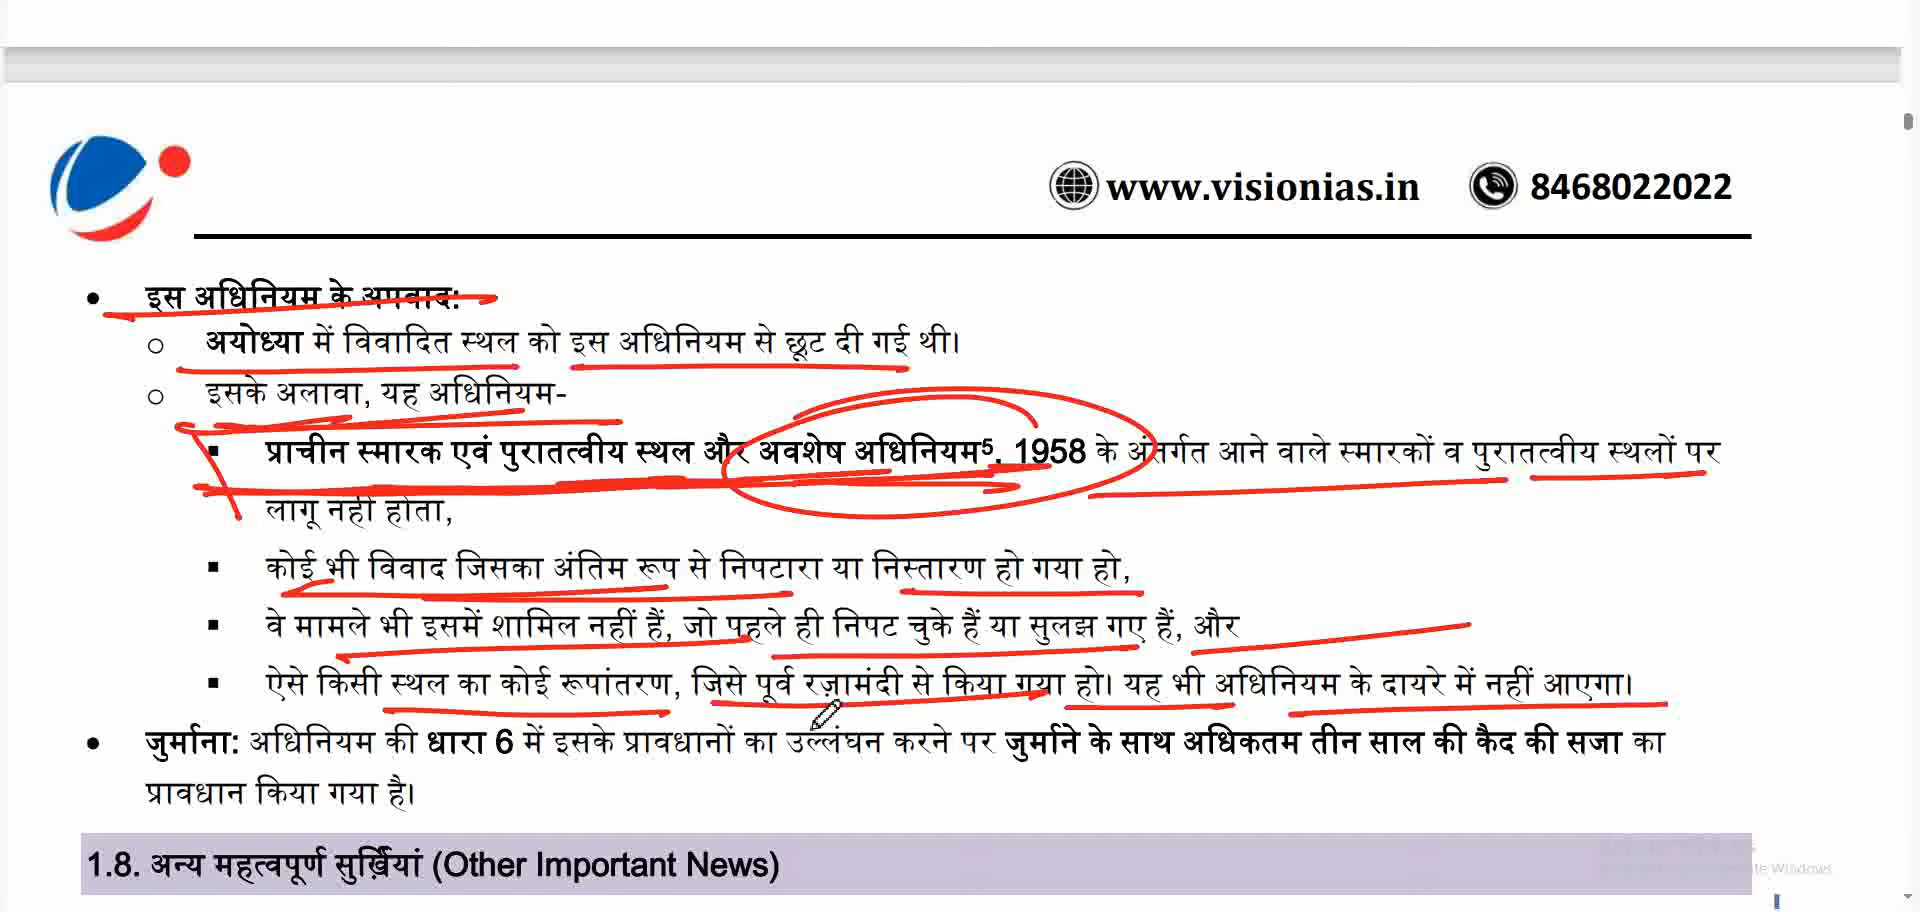 www.visionias.in 8468022022
• इस अधिनियम के अपवाद:
o अयोध्या में विवादित स्थल को इस अधिनियम से छूट दी गई थी।
o इसके अलावा, यह अधिनियम-
▪ प्राचीन स्मारक एवं पुरातत्वीय स्थल और अवशेष अधिनियम⁵, 1958 के अंतर्गत आने वाले स्मारकों व पुरातत्वीय स्थलों पर
लागू नहीं होता,
▪ कोई भी विवाद जिसका अंतिम रूप से निपटारा या निस्तारण हो गया हो,
▪ वे मामले भी इसमें शामिल नहीं हैं, जो पहले ही निपट चुके हैं या सुलझ गए हैं, और
▪ ऐसे किसी स्थल का कोई रूपांतरण, जिसे पूर्व रज़ामंदी से किया गया हो। यह भी अधिनियम के दायरे में नहीं आएगा।
• जुर्माना: अधिनियम की धारा 6 में इसके प्रावधानों का उल्लंघन करने पर जुर्माने के साथ अधिकतम तीन साल की कैद की सजा का
प्रावधान किया गया है।
1.8. अन्य महत्वपूर्ण सुर्ख़ियां (Other Important News)
Windows